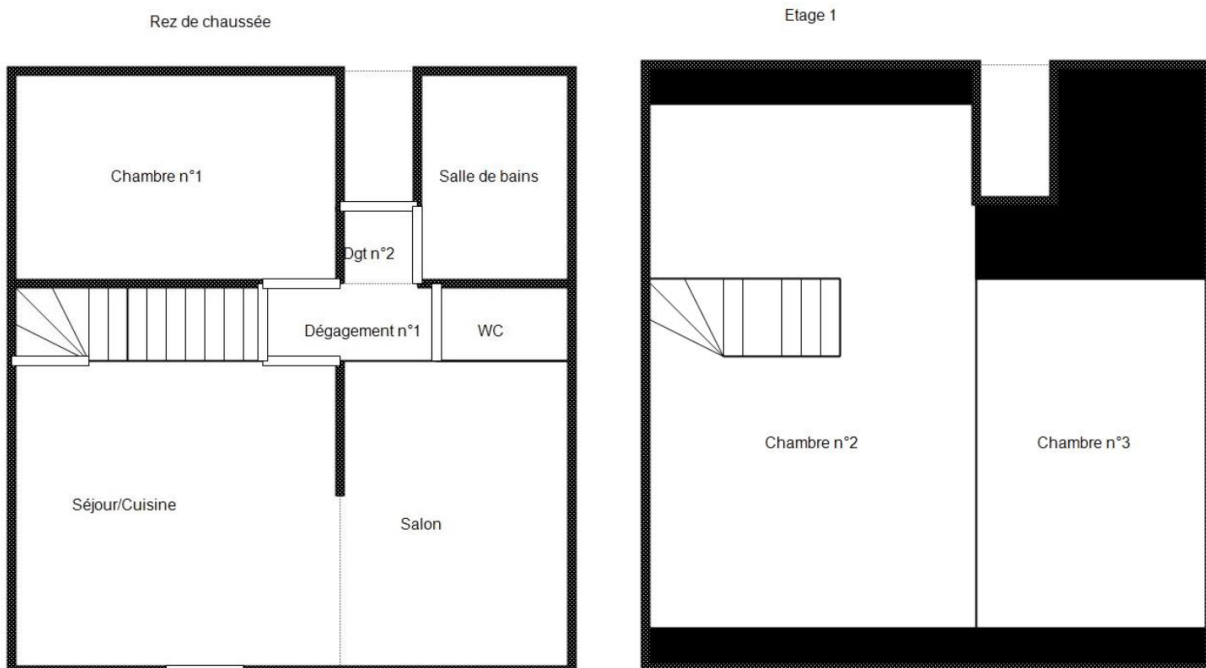 Rez de chaussée
Etage 1
Chambre n°1
Salle de bains
Dgt n°2
Dégagement n°1
WC
Séjour/Cuisine
Salon
Chambre n°2
Chambre n°3